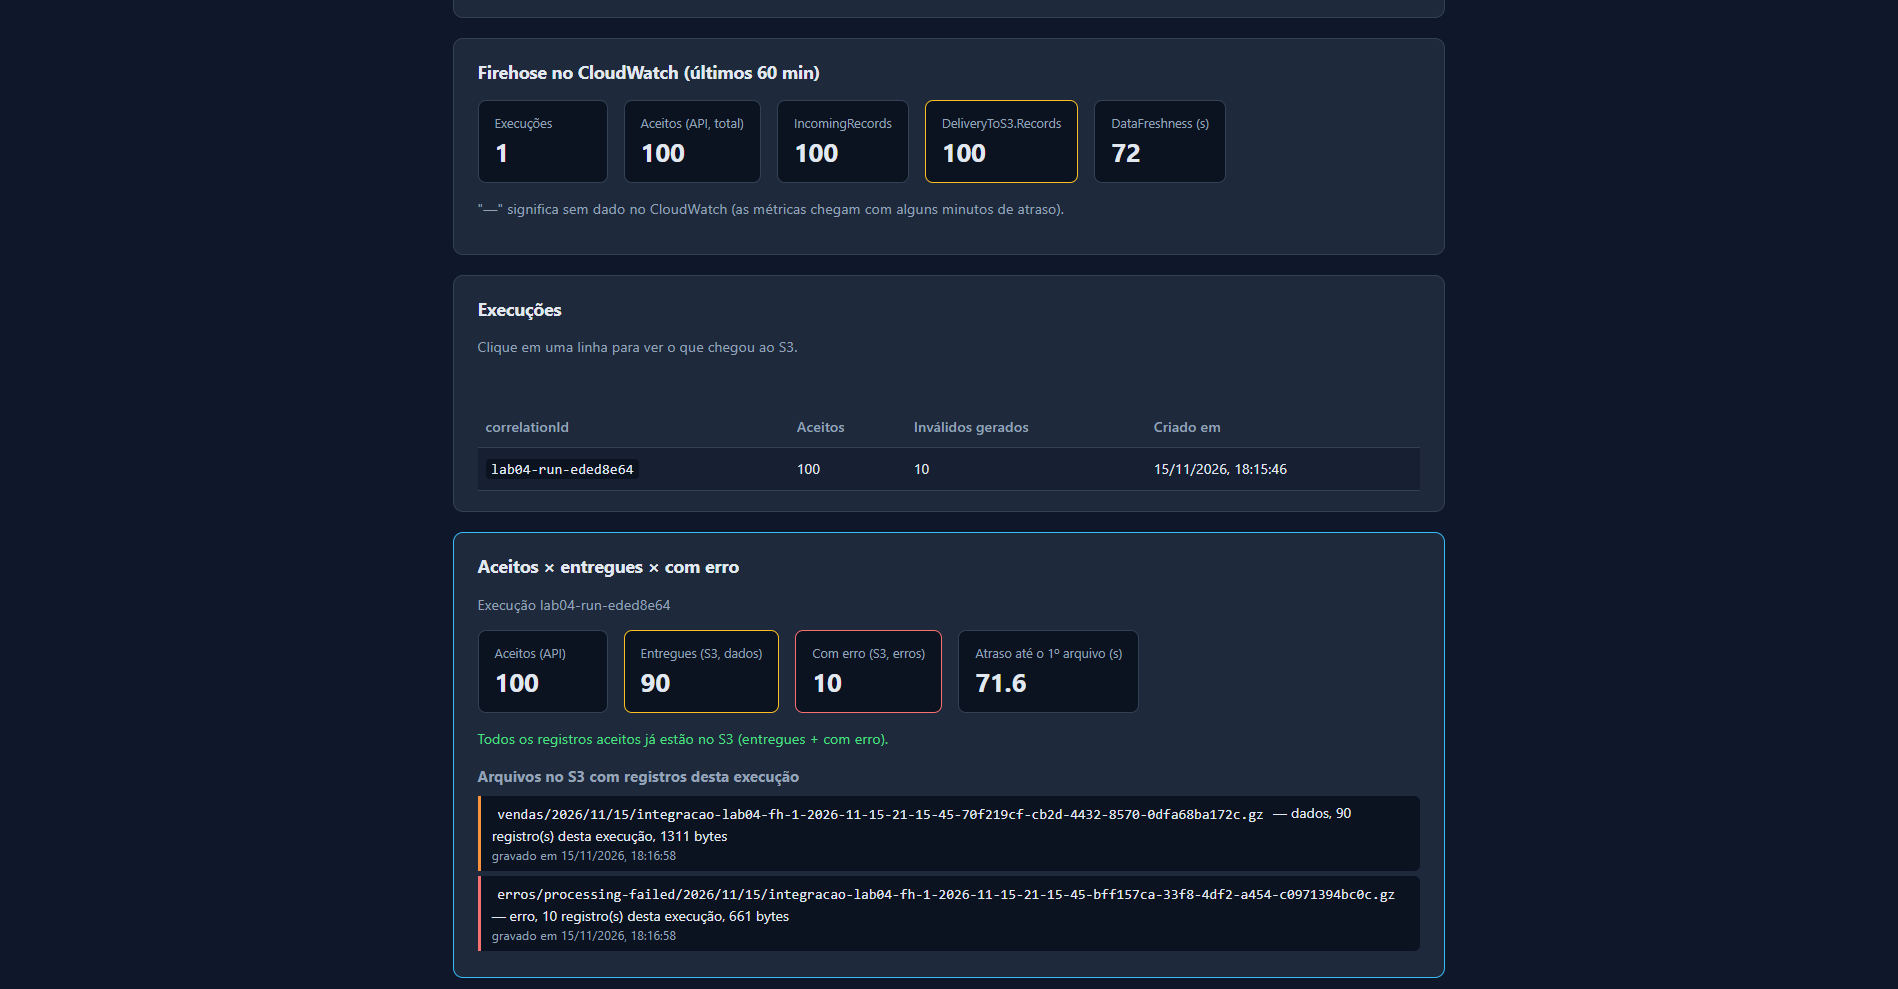 Firehose no CloudWatch (últimos 60 min)
Execuções
1
Aceitos (API, total)
100
IncomingRecords
100
DeliveryToS3.Records
100
DataFreshness (s)
72
"—" significa sem dado no CloudWatch (as métricas chegam com alguns minutos de atraso).
Execuções
Clique em uma linha para ver o que chegou ao S3.
correlationId Aceitos Inválidos gerados Criado em
lab04-run-eded8e64 100 10 15/11/2026, 18:15:46
Aceitos × entregues × com erro
Execução lab04-run-eded8e64
Aceitos (API)
100
Entregues (S3, dados)
90
Com erro (S3, erros)
10
Atraso até o 1º arquivo (s)
71.6
Todos os registros aceitos já estão no S3 (entregues + com erro).
Arquivos no S3 com registros desta execução
vendas/2026/11/15/integracao-lab04-fh-1-2026-11-15-21-15-45-70f219cf-cb2d-4432-8570-0dfa68ba172c.gz — dados, 90
registro(s) desta execução, 1311 bytes
gravado em 15/11/2026, 18:16:58
erros/processing-failed/2026/11/15/integracao-lab04-fh-1-2026-11-15-21-15-45-bff157ca-33f8-4df2-a454-c0971394bc0c.gz
— erro, 10 registro(s) desta execução, 661 bytes
gravado em 15/11/2026, 18:16:58